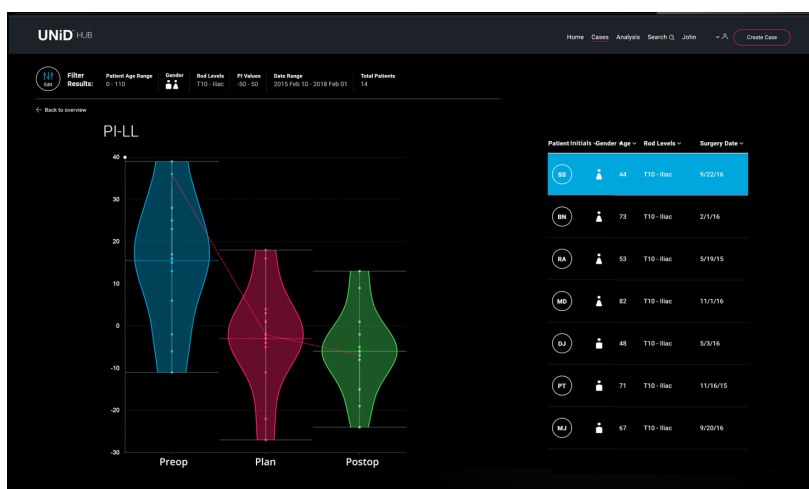 UNiD HUB
Home Cases Analysis Search John Create Case
Edit
Filter Results:
Patient Age Range
0 - 110
Gender
Rod Levels
T10 - Iliac
PI Values
-50 - 50
Date Range
2015 Feb 10 - 2018 Feb 01
Total Patients
14
Back to overview
PI-LL
40
30
20
10
0
-10
-20
-30
Preop Plan Postop
Patient Initials Gender Age Rod Levels Surgery Date
SS 44 T10 - Iliac 9/22/16
BN 73 T10 - Iliac 2/1/16
RA 53 T10 - Iliac 5/19/15
MD 82 T10 - Iliac 11/1/16
DJ 48 T10 - Iliac 5/3/16
PT 71 T10 - Iliac 11/16/15
MJ 67 T10 - Iliac 9/20/16